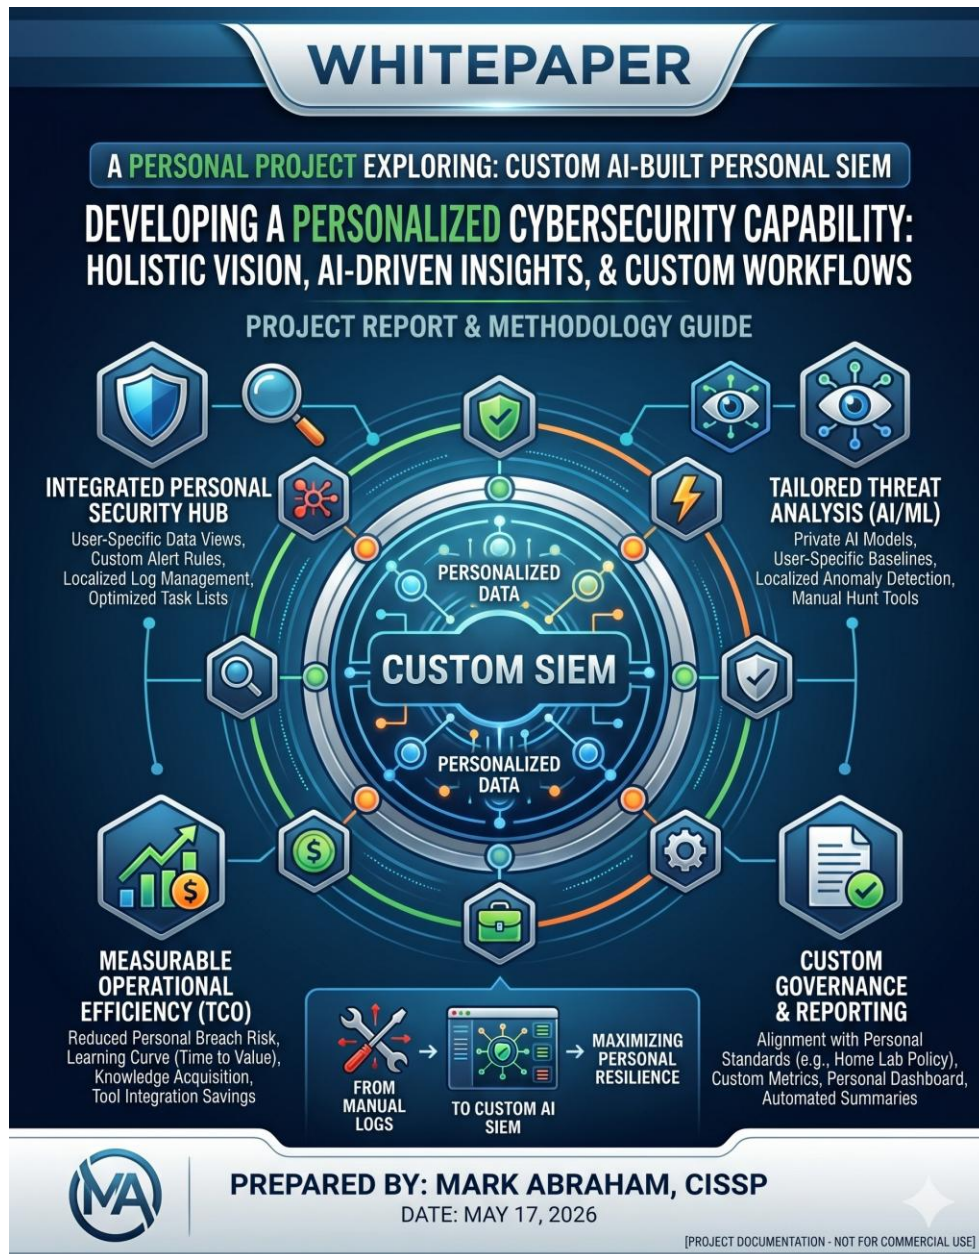 WHITEPAPER
A PERSONAL PROJECT EXPLORING: CUSTOM AI-BUILT PERSONAL SIEM
DEVELOPING A PERSONALIZED CYBERSECURITY CAPABILITY:
HOLISTIC VISION, AI-DRIVEN INSIGHTS, & CUSTOM WORKFLOWS
PROJECT REPORT & METHODOLOGY GUIDE
INTEGRATED PERSONAL
SECURITY HUB
User-Specific Data Views,
Custom Alert Rules,
Localized Log Management,
Optimized Task Lists
TAILORED THREAT
ANALYSIS (AI/ML)
Private AI Models,
User-Specific Baselines,
Localized Anomaly Detection,
Manual Hunt Tools
PERSONALIZED
DATA
CUSTOM SIEM
PERSONALIZED
DATA
$
$
MEASURABLE
OPERATIONAL
EFFICIENCY (TCO)
Reduced Personal Breach Risk,
Learning Curve (Time to Value),
Knowledge Acquisition,
Tool Integration Savings
FROM
MANUAL
LOGS
TO CUSTOM AI
SIEM
MAXIMIZING
PERSONAL
RESILIENCE
CUSTOM
GOVERNANCE
& REPORTING
Alignment with Personal
Standards (e.g., Home Lab Policy),
Custom Metrics, Personal Dashboard,
Automated Summaries
MA
PREPARED BY: MARK ABRAHAM, CISSP
DATE: MAY 17, 2026
[PROJECT DOCUMENTATION - NOT FOR COMMERCIAL USE]